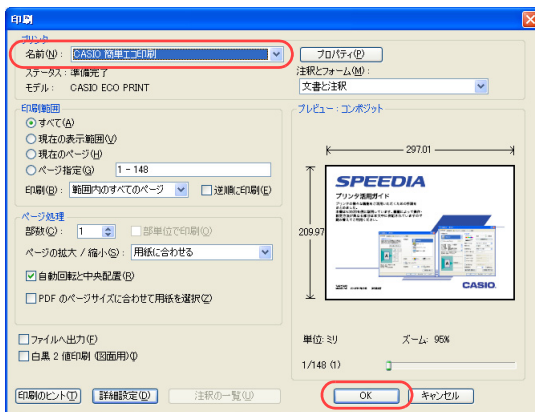 印刷
プリンタ
名前(N): CASIO 簡単エコ印刷
プロパティ(P)
ステータス: 準備完了
注釈とフォーム(M):
モデル: CASIO ECO PRINT
文書と注釈
印刷範囲
すべて(A)
現在の表示範囲(V)
現在のページ(H)
ページ指定(G) 1 - 148
印刷(B): 範囲内のすべてのページ
逆順に印刷(E)
ページ処理
部数(C): 1
部単位で印刷(O)
ページの拡大 / 縮小(S): 用紙に合わせる
自動回転と中央配置(R)
PDF のページサイズに合わせて用紙を選択(Z)
ファイルへ出力(F)
白黒 2 値印刷 (図面用)(I)
プレビュー: コンポジット
297.01
209.97
SPEEDIA
プリンタ活用ガイド
CASIO.
単位: ミリ
ズーム: 95%
1/148 (1)
印刷のヒント(T)
詳細設定(D)
注釈の一覧(U)
OK
キャンセル